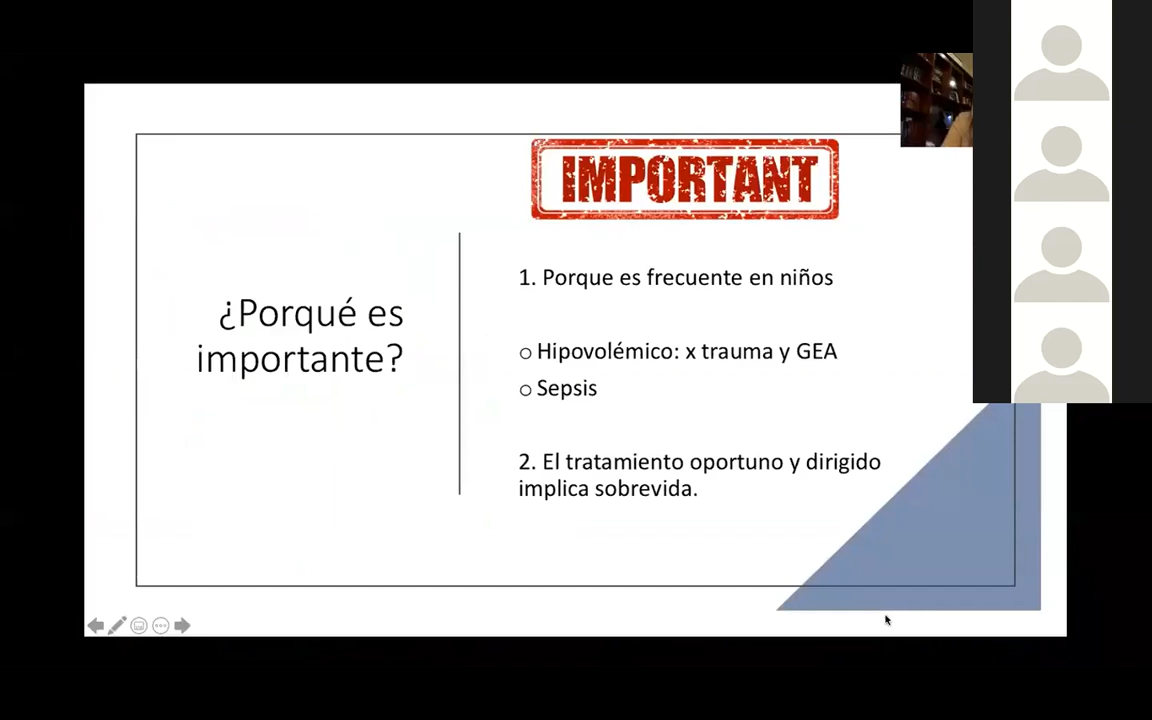 IMPORTANT
¿Porqué es
importante?
1. Porque es frecuente en niños
o Hipovolémico: x trauma y GEA
o Sepsis
2. El tratamiento oportuno y dirigido
implica sobrevida.